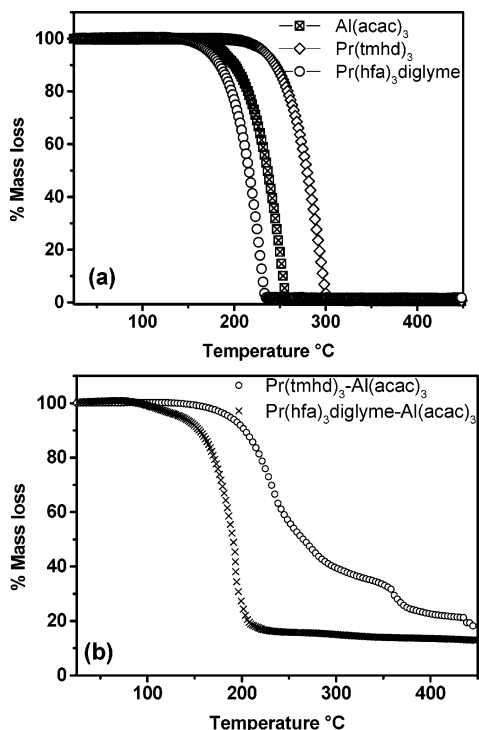 Al(acac)₃
Pr(tmhd)₃
Pr(hfa)₃diglyme
% Mass loss
100
80
60
40
20
0
(a)
100 200 300 400
Temperature °C
Pr(tmhd)₃-Al(acac)₃
Pr(hfa)₃diglyme-Al(acac)₃
% Mass loss
100
80
60
40
20
0
(b)
100 200 300 400
Temperature °C